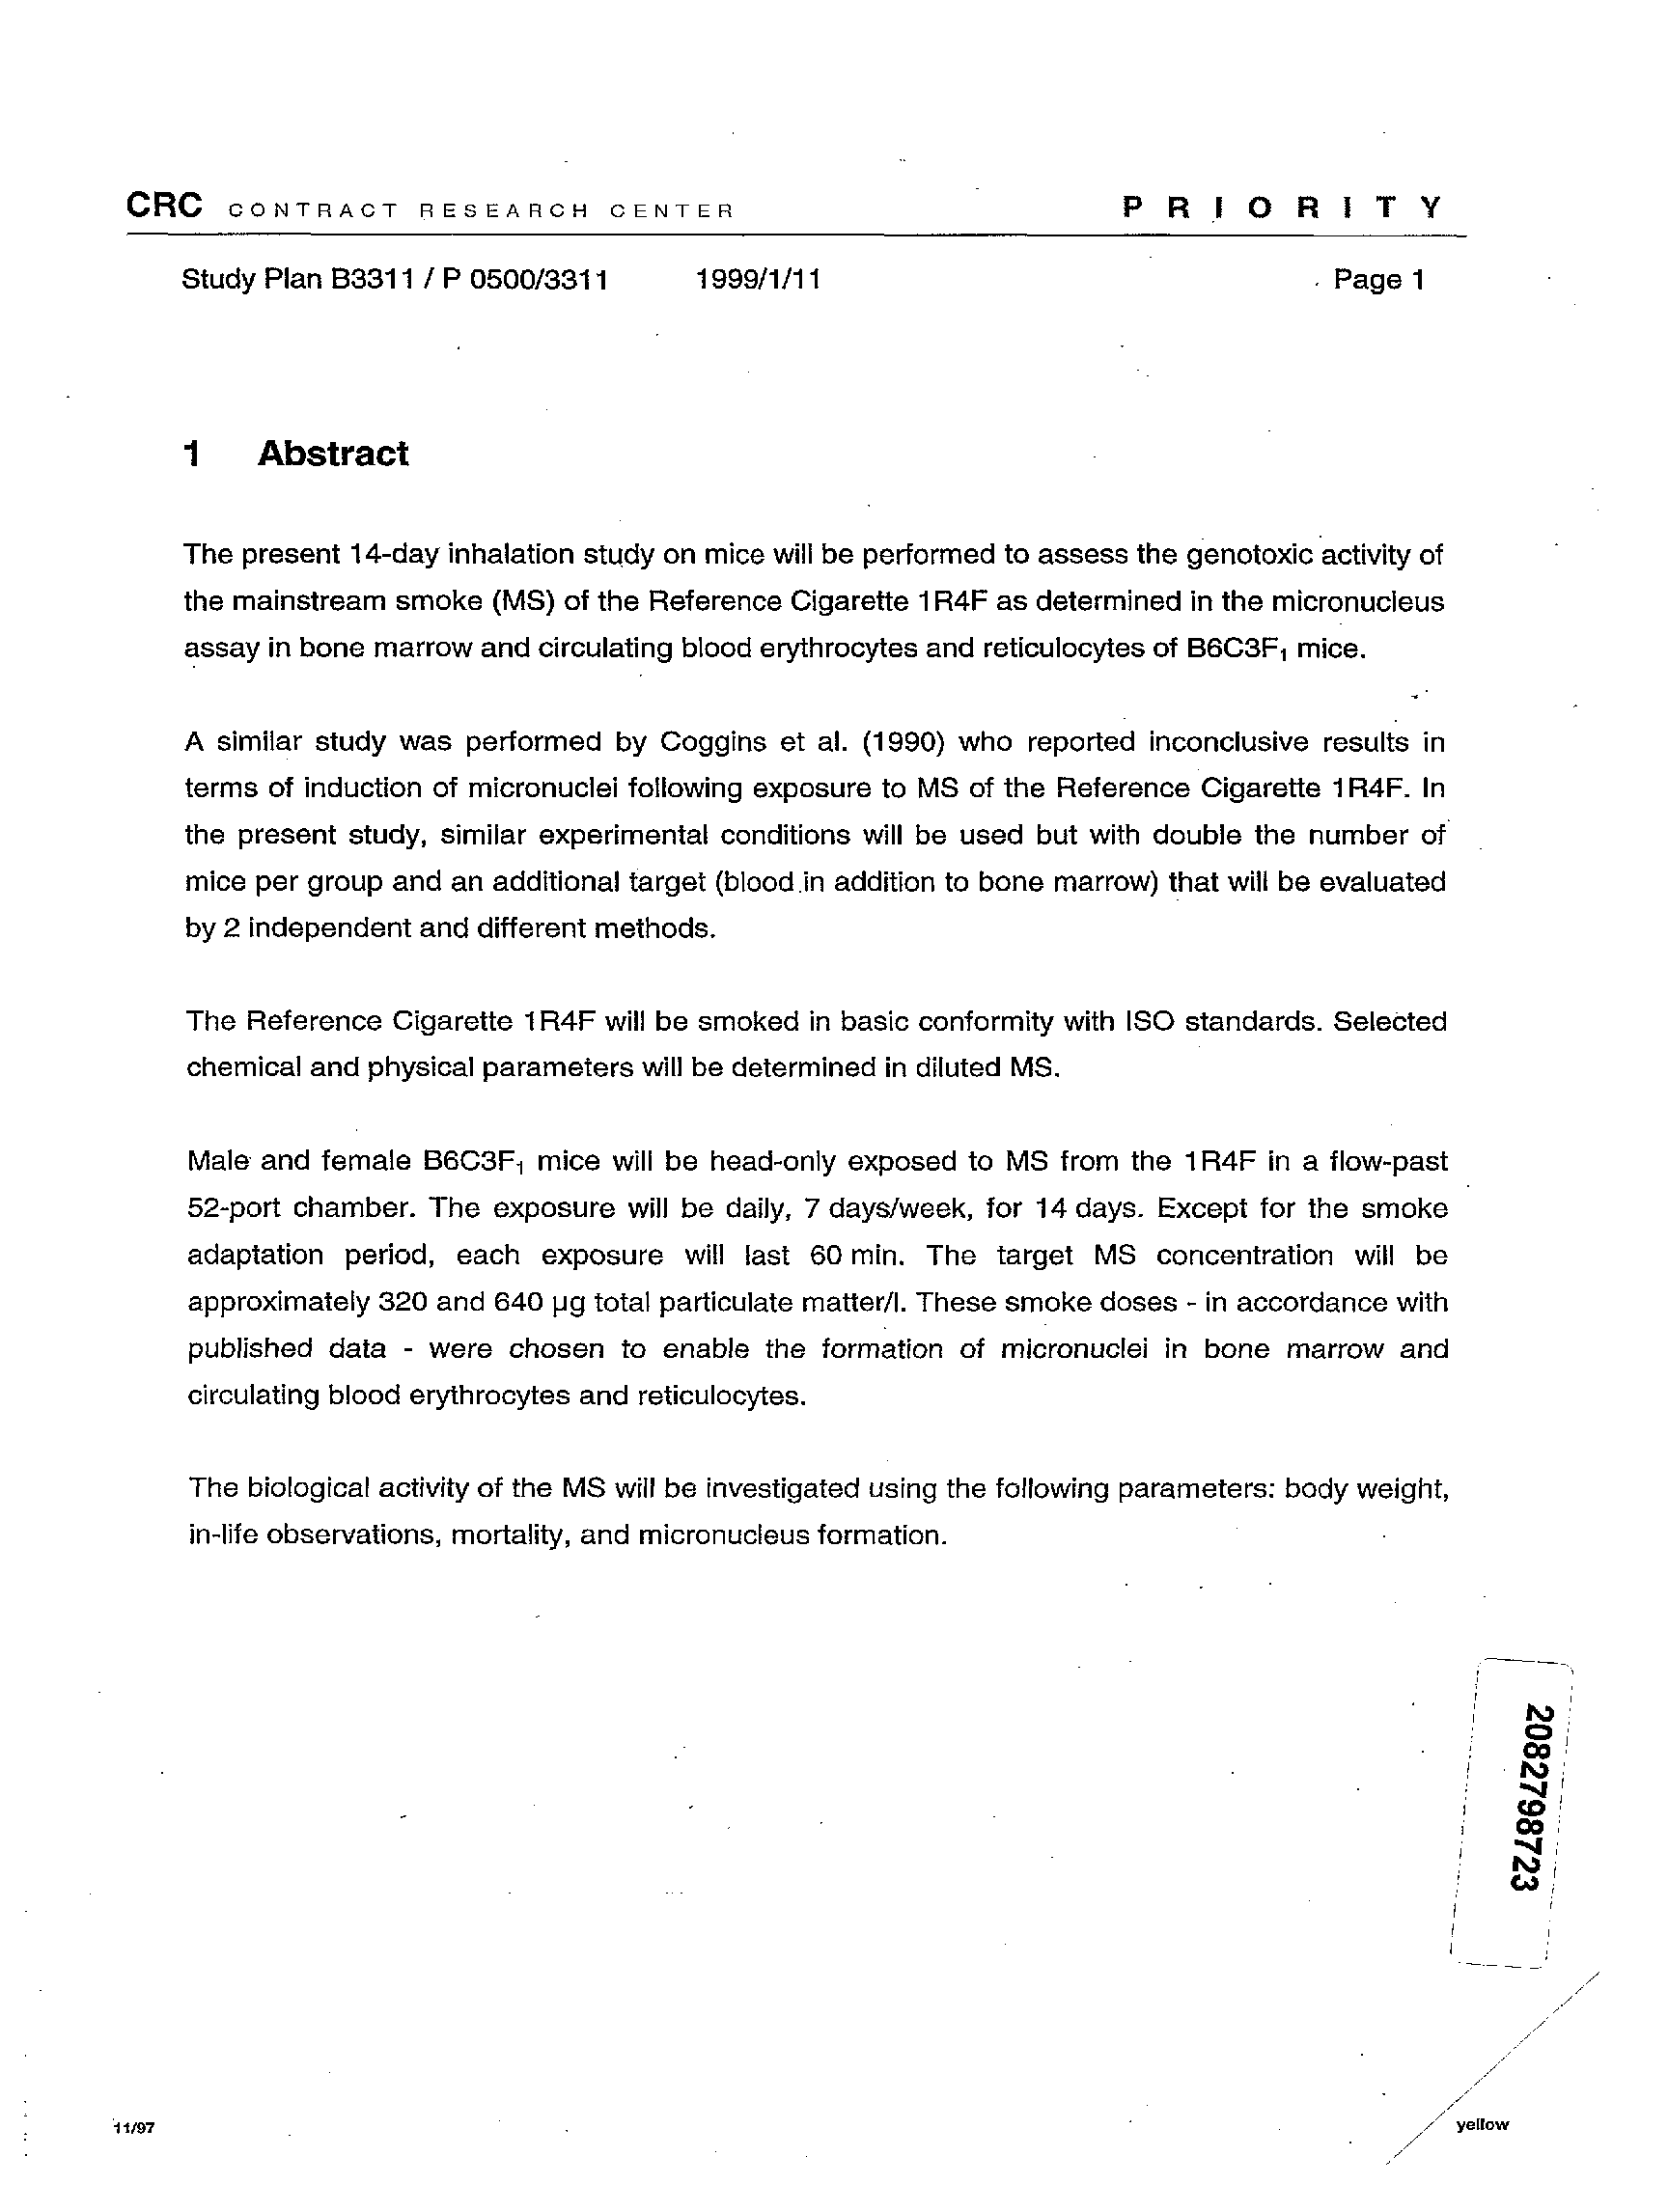 CRC CONTRACT RESEARCH CENTER PRIORITY
Study Plan B3311 / P 0500/3311 1999/1/11 Page 1
1 Abstract
The present 14-day inhalation study on mice will be performed to assess the genotoxic activity of
the mainstream smoke (MS) of the Reference Cigarette 1R4F as determined in the micronucleus
assay in bone marrow and circulating blood erythrocytes and reticulocytes of B6C3F₁ mice.
A similar study was performed by Coggins et al. (1990) who reported inconclusive results in
terms of induction of micronuclei following exposure to MS of the Reference Cigarette 1R4F. In
the present study, similar experimental conditions will be used but with double the number of
mice per group and an additional target (blood in addition to bone marrow) that will be evaluated
by 2 independent and different methods.
The Reference Cigarette 1R4F will be smoked in basic conformity with ISO standards. Selected
chemical and physical parameters will be determined in diluted MS.
Male and female B6C3F₁ mice will be head-only exposed to MS from the 1R4F in a flow-past
52-port chamber. The exposure will be daily, 7 days/week, for 14 days. Except for the smoke
adaptation period, each exposure will last 60 min. The target MS concentration will be
approximately 320 and 640 µg total particulate matter/l. These smoke doses - in accordance with
published data - were chosen to enable the formation of micronuclei in bone marrow and
circulating blood erythrocytes and reticulocytes.
The biological activity of the MS will be investigated using the following parameters: body weight,
in-life observations, mortality, and micronucleus formation.
2082798723
11/97 yellow